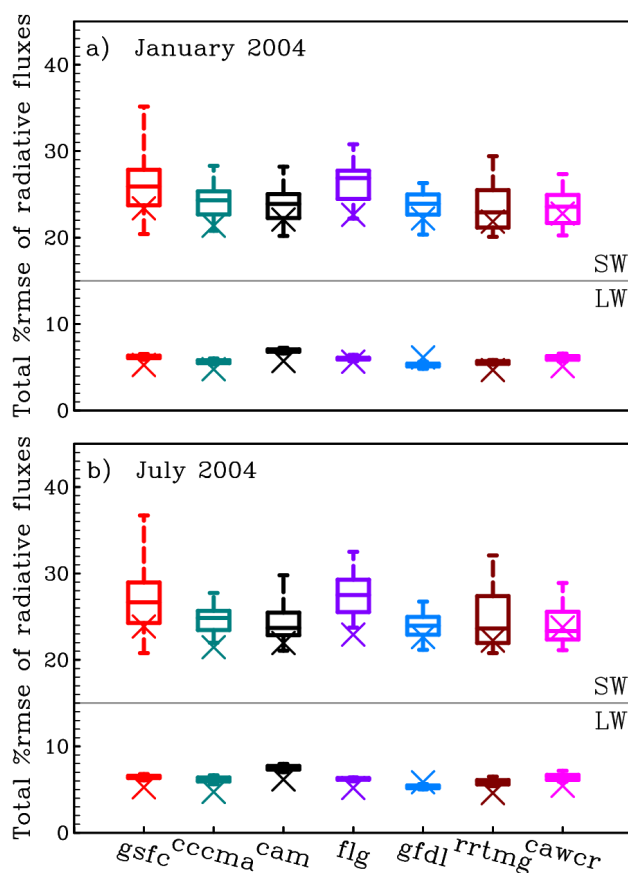 a) January 2004
Total %rmse of radiative fluxes
40
30
20
10
0
SW
LW
b) July 2004
Total %rmse of radiative fluxes
40
30
20
10
0
SW
LW
gsfc cccma cam flg gfdl rrtmg cawcr